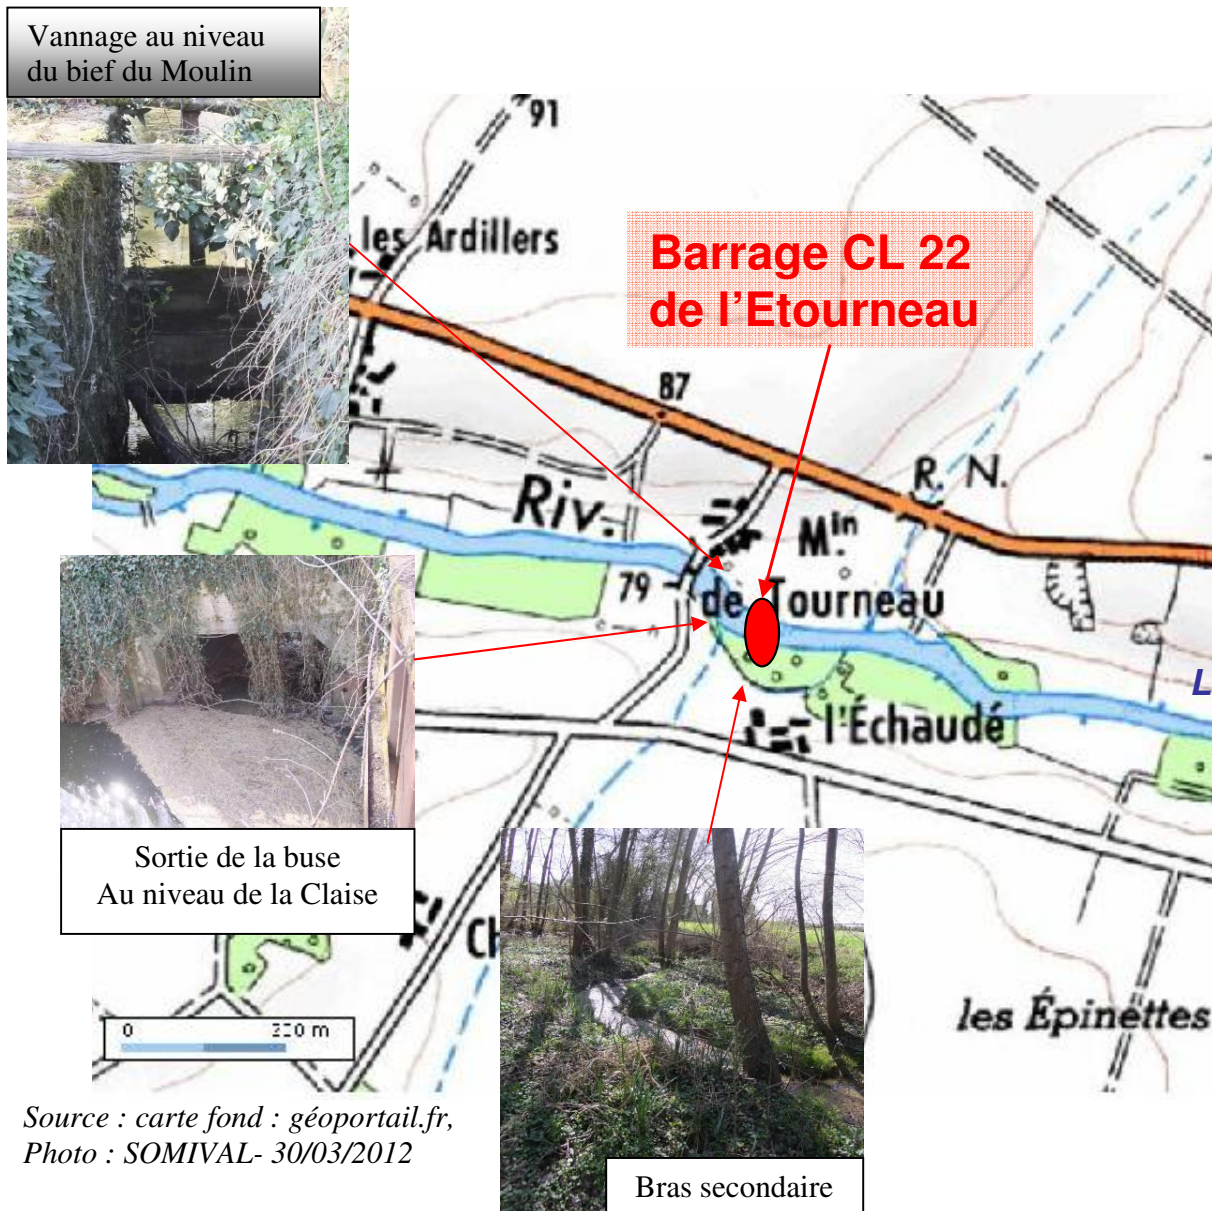 Vannage au niveau
du bief du Moulin
91
les Ardillers
Barrage CL 22
de l’Etourneau
87
R. N.
Riv.
Mⁱⁿ.
79
de Tourneau
L
l'Échaudé
Sortie de la buse
Au niveau de la Claise
Ch
les Épinettes
0 m
Source : carte fond : géoportail.fr,
Photo : SOMIVAL- 30/03/2012
Bras secondaire